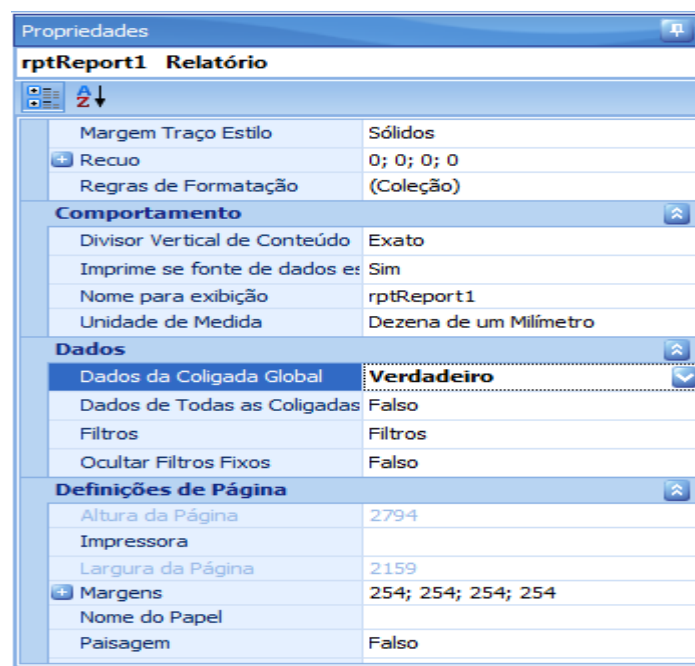 Propriedades
rptReport1 Relatório
Margem Traço Estilo Sólidos
Recuo 0; 0; 0; 0
Regras de Formatação (Coleção)
Comportamento
Divisor Vertical de Conteúdo Exato
Imprime se fonte de dados es Sim
Nome para exibição rptReport1
Unidade de Medida Dezena de um Milímetro
Dados
Dados da Coligada Global Verdadeiro
Dados de Todas as Coligadas Falso
Filtros Filtros
Ocultar Filtros Fixos Falso
Definições de Página
Altura da Página 2794
Impressora
Largura da Página 2159
Margens 254; 254; 254; 254
Nome do Papel
Paisagem Falso